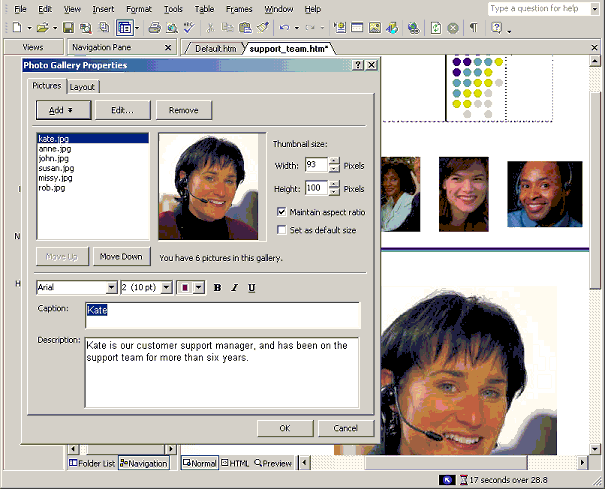 File Edit View Insert Format Tools Table Frames Window Help Type a question for help
Views Navigation Pane Default.htm support_team.htm*
Photo Gallery Properties
Pictures Layout
Add Edit... Remove
kate.jpg
anne.jpg
john.jpg
susan.jpg
missy.jpg
rob.jpg
Thumbnail size:
Width: 93 Pixels
Height: 100 Pixels
Maintain aspect ratio
Set as default size
Move Up Move Down You have 6 pictures in this gallery.
Arial 2 (10 pt) B I U
Caption: Kate
Description: Kate is our customer support manager, and has been on the
support team for more than six years.
OK Cancel
Folder List Navigation Normal HTML Preview
17 seconds over 28.8